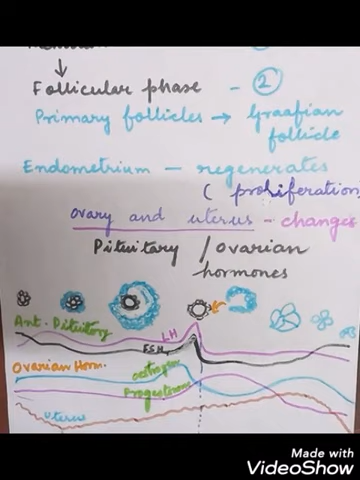 ↓
Follicular phase - 2
Primary follicles → Graafian follicle
Endometrium - regenerates
( proliferation
ovary and uterus - changes
Pituitary / ovarian hormones
Ant. Pituitory
LH
FSH
Ovarian Horm.
oestrogen
Progesterone
Uterus
Made with
VideoShow